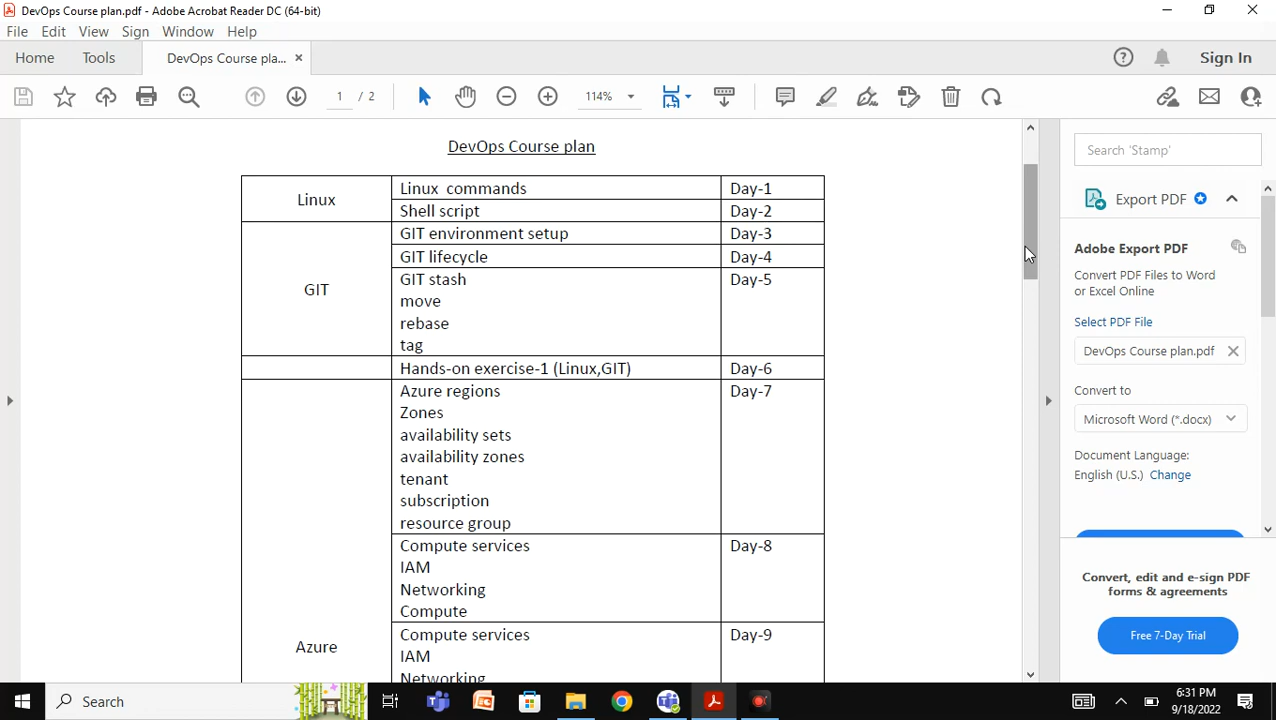 DevOps Course plan.pdf - Adobe Acrobat Reader DC (64-bit)
File Edit View Sign Window Help
Home Tools DevOps Course pla... ×
1 / 2 114%
Sign In
DevOps Course plan
Linux
Linux commands Day-1
Shell script Day-2
GIT
GIT environment setup Day-3
GIT lifecycle Day-4
GIT stash Day-5
move
rebase
tag
Hands-on exercise-1 (Linux,GIT) Day-6
Azure
Azure regions Day-7
Zones
availability sets
availability zones
tenant
subscription
resource group
Compute services Day-8
IAM
Networking
Compute
Compute services Day-9
IAM
Networking
Search 'Stamp'
Export PDF
Adobe Export PDF
Convert PDF Files to Word
or Excel Online
Select PDF File
DevOps Course plan.pdf
Convert to
Microsoft Word (*.docx)
Document Language:
English (U.S.) Change
Convert, edit and e-sign PDF
forms & agreements
Free 7-Day Trial
Search
6:31 PM
9/18/2022